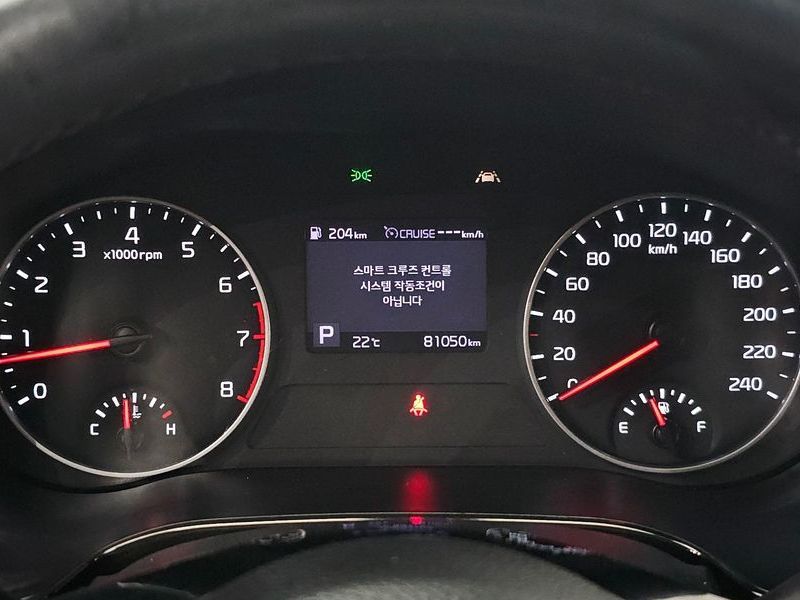 204km CRUISE ---km/h
스마트 크루즈 컨트롤
시스템 작동조건이
아닙니다
P 22℃ 81050km
0 1 2 3 4 5 6 7 8
x1000rpm
C H
0 20 40 60 80 100 120 140 160 180 200 220 240
km/h
E F